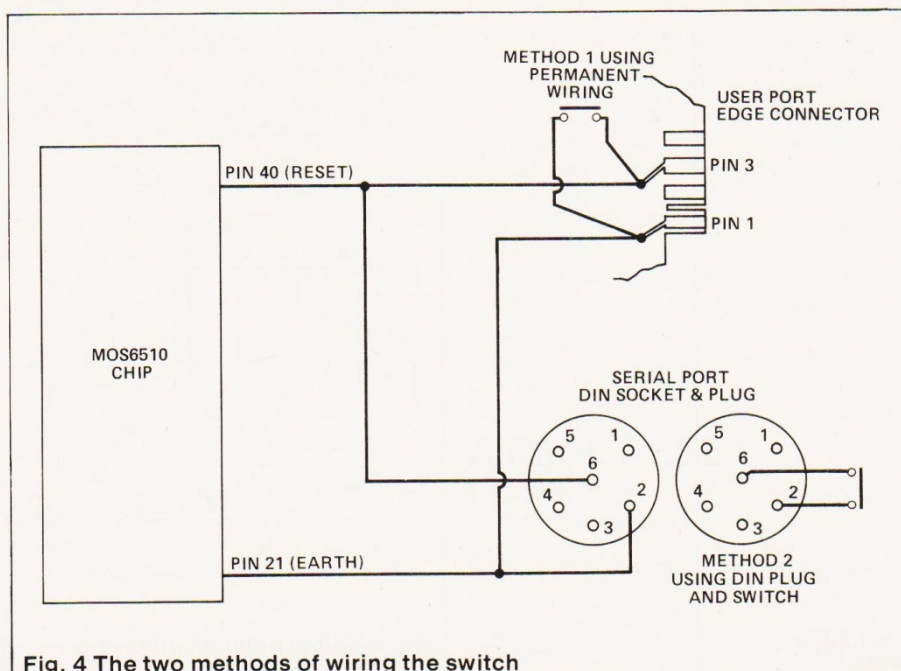 METHOD 1 USING
PERMANENT
WIRING
USER PORT
EDGE CONNECTOR
PIN 40 (RESET)
PIN 3
PIN 1
MOS6510
CHIP
SERIAL PORT
DIN SOCKET & PLUG
5 1
6
4 2
3
5 1
6
4 2
3
PIN 21 (EARTH)
METHOD 2
USING DIN PLUG
AND SWITCH
Fig. 4 The two methods of wiring the switch